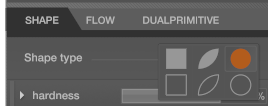 SHAPE FLOW DUALPRIMITIVE
Shape type
hardness %